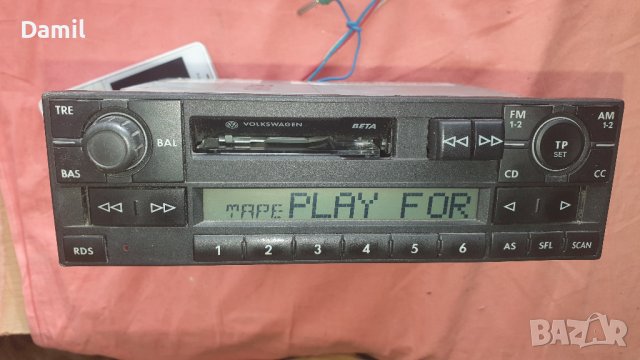 Damil
TRE
BAL
BAS
VOLKSWAGEN
BETA
FM
1-2
AM
1-2
TP
SET
CD
CC
TAPE PLAY FOR
RDS
1 2 3 4 5 6
AS SFL SCAN
BAZAR